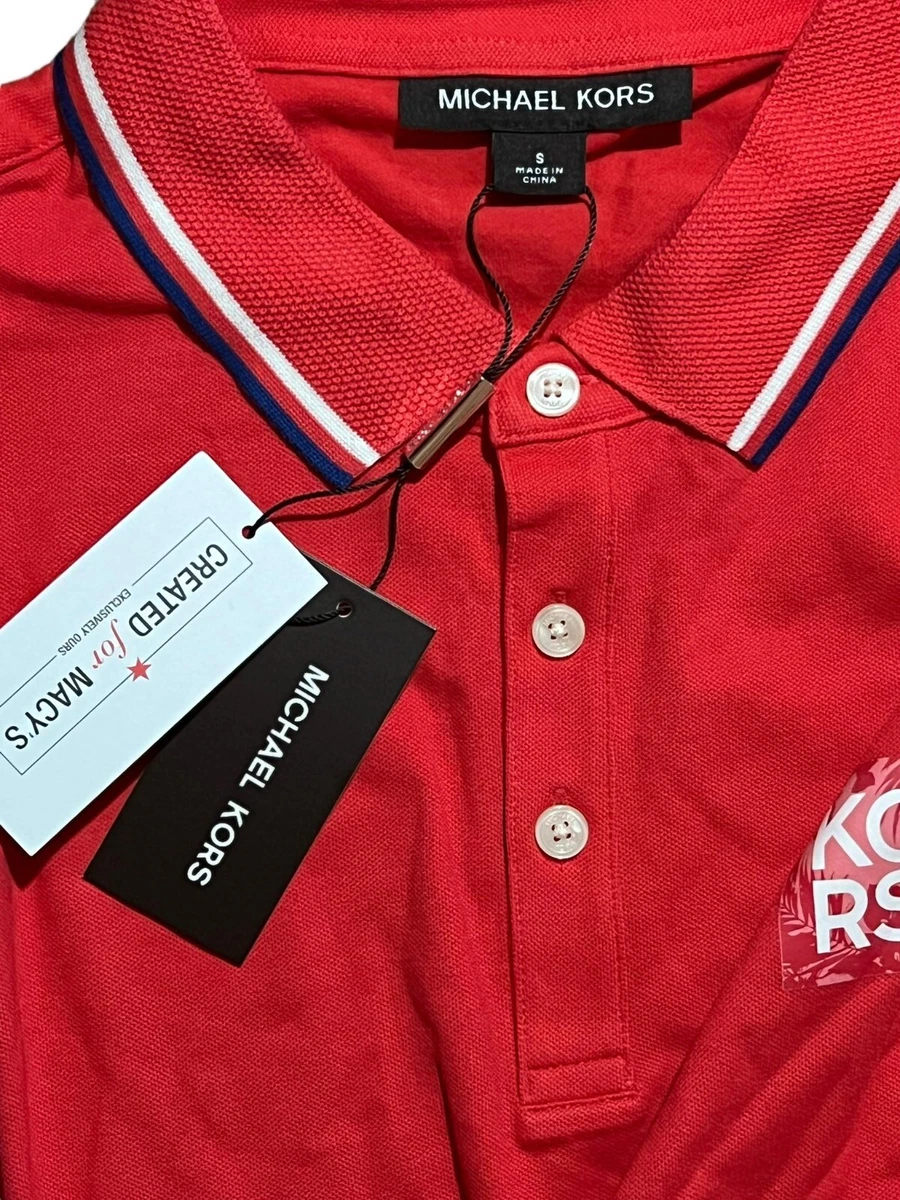 MICHAEL KORS
S
MADE IN
CHINA
CREATED for MACY'S
EXCLUSIVELY OURS
MICHAEL KORS
KO
RS